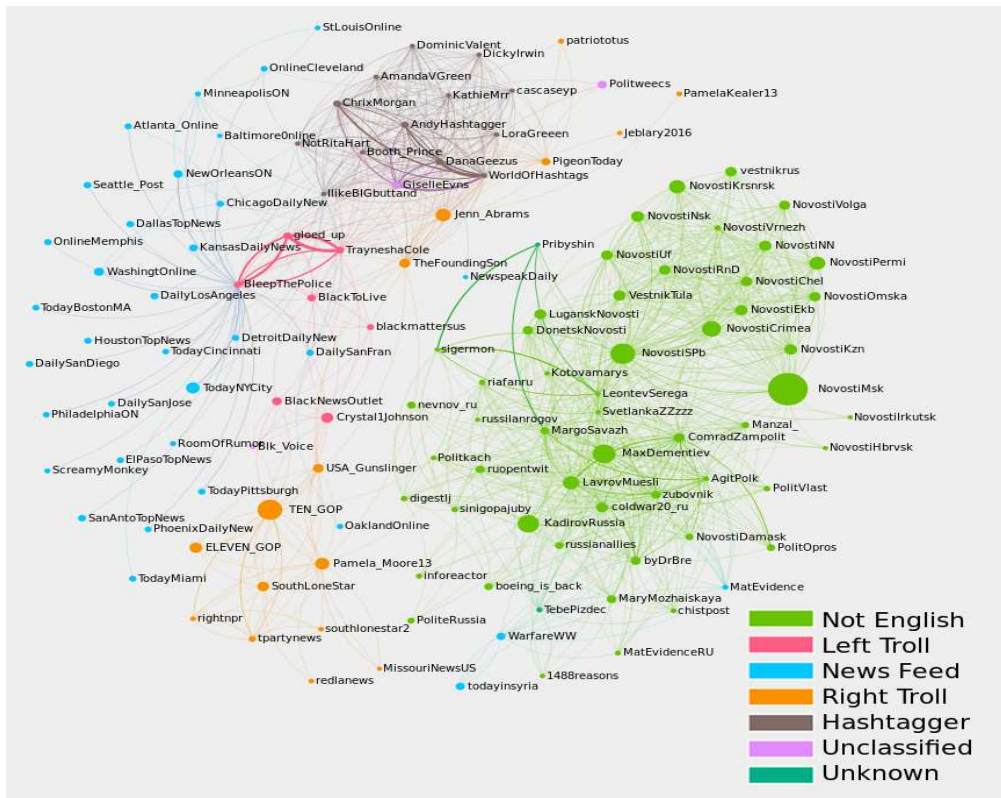 StLouisOnline
DominicValent
patriototus
DickyIrwin
OnlineCleveland
AmandaVGreen
Politweecs
MinneapolisON
KathieMrr
cascaseyp
PamelaKealer13
ChrixMorgan
Atlanta_Online
AndyHashtagger
Baltimore0nline
LoraGreeen
Jeblary2016
NotRitaHart
Booth_Prince
DanaGeezus
PigeonToday
NewOrleansON
WorldOfHashtags
vestnikrus
Seattle_Post
GiselleEvns
NovostiKrsnrsk
IlikeBIGbuttand
ChicagoDailyNew
NovostiVolga
Jenn_Abrams
NovostiNsk
DallasTopNews
NovostiVrnezh
gloed_up
OnlineMemphis
Pribyshin
NovostiNN
KansasDailyNews
TrayneshaCole
NovostiUf
TheFoundingSon
NovostiPermi
WashingtOnline
NovostiRnD
NewspeakDaily
BleepThePolice
NovostiChel
DailyLosAngeles
BlackToLive
VestnikTula
NovostiOmska
TodayBostonMA
NovostiEkb
LuganskNovosti
blackmattersus
DonetskNovosti
NovostiCrimea
DetroitDailyNew
HoustonTopNews
sigermon
NovostiKzn
TodayCincinnati
DailySanFran
NovostiSPb
DailySanDiego
Kotovamarys
riafanru
TodayNYCity
NovostiMsk
LeontevSerega
BlackNewsOutlet
DailySanJose
nevnov_ru
SvetlankaZZzzz
PhiladelphiaON
Crystal1Johnson
russilanrogov
NovostiIrkutsk
Manzal_
MargoSavazh
ComradZampolit
RoomOfRumor
Blk_Voice
NovostiHbrvsk
MaxDementiev
ElPasoTopNews
Politkach
ScreamyMonkey
USA_Gunslinger
ruopentwit
AgitPolk
LavrovMuesli
PolitVlast
TodayPittsburgh
zubovnik
digestlj
coldwar20_ru
TEN_GOP
sinigopajuby
SanAntoTopNews
KadirovRussia
PhoenixDailyNew
OaklandOnline
NovostiDamask
ELEVEN_GOP
russianallies
PolitOpros
byDrBre
Pamela_Moore13
TodayMiami
inforeactor
SouthLoneStar
boeing_is_back
MatEvidence
MaryMozhaiskaya
TebePizdec
chistpost
rightnpr
PoliteRussia
southlonestar2
tpartynews
WarfareWW
MatEvidenceRU
MissouriNewsUS
redlanews
1488reasons
todayinsyria
Not English
Left Troll
News Feed
Right Troll
Hashtagger
Unclassified
Unknown